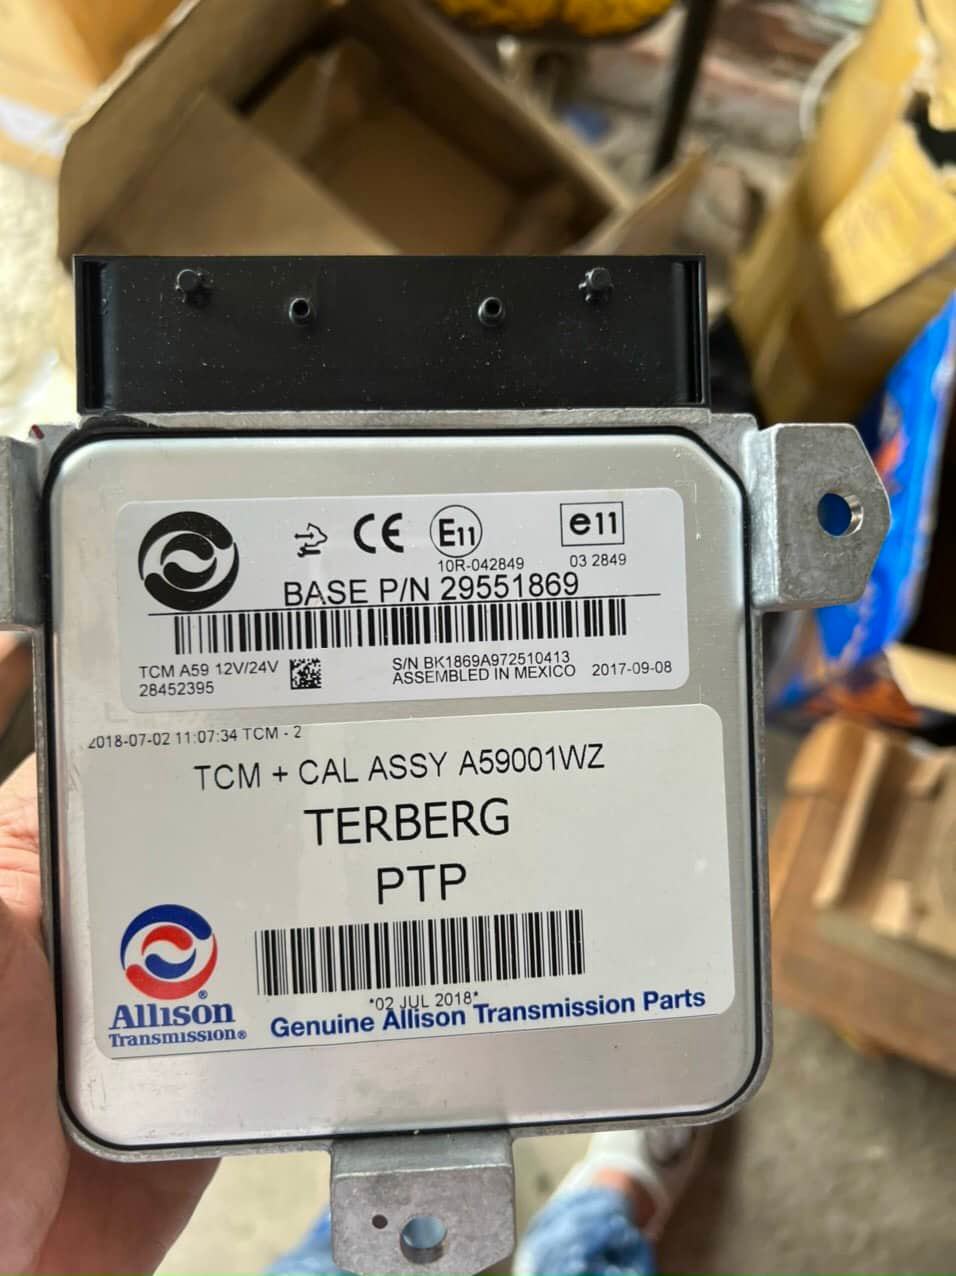 CE E11 e11
10R-042849 03 2849
BASE P/N 29551869
TCM A59 12V/24V
28452395
S/N BK1869A972510413
ASSEMBLED IN MEXICO 2017-09-08
2018-07-02 11:07:34 TCM - 2
TCM + CAL ASSY A59001WZ
TERBERG
PTP
*02 JUL 2018*
Allison
Transmission®
Genuine Allison Transmission Parts